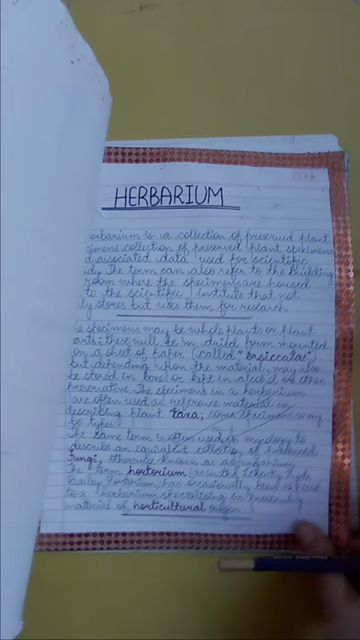 HERBARIUM
erbarium is a collection of preserved plant
cimens collection of preserved plant specimens
d associated data used for scientific
dy. The term can also refer to the building
room where the specimens are housed
to the scientific institute that not
ly stores but uses them for research.
e specimens may be whole plants or plant
arts; these will be in dried form mounted
on a sheet of paper (called "exsiccatae")
but depending upon the material, may also
be stored in boxes or kept in alcohol or other
preservative. The specimens in a herbarium
are often used as reference material in
describing plant taxa; some specimens may
be types.
The same term is often used in mycology to
describe an equivalent collection of preserved
Fungi, otherwise known as a fungarium.
The term hortorium
Hortorium) has occasionally been
to a herbarium specializing in preserving
material of horticultural origin.